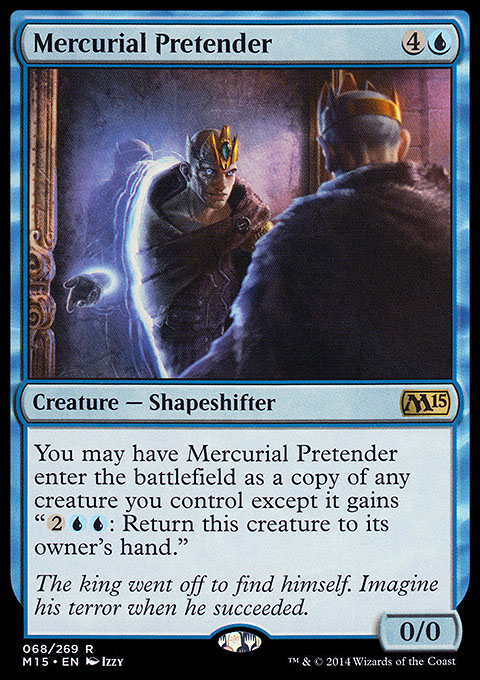 Mercurial Pretender 4
Creature — Shapeshifter M15
You may have Mercurial Pretender
enter the battlefield as a copy of any
creature you control except it gains
“2: Return this creature to its
owner’s hand.”
The king went off to find himself. Imagine
his terror when he succeeded.
0/0
068/269 R
M15 • EN Izzy
™ & © 2014 Wizards of the Coast